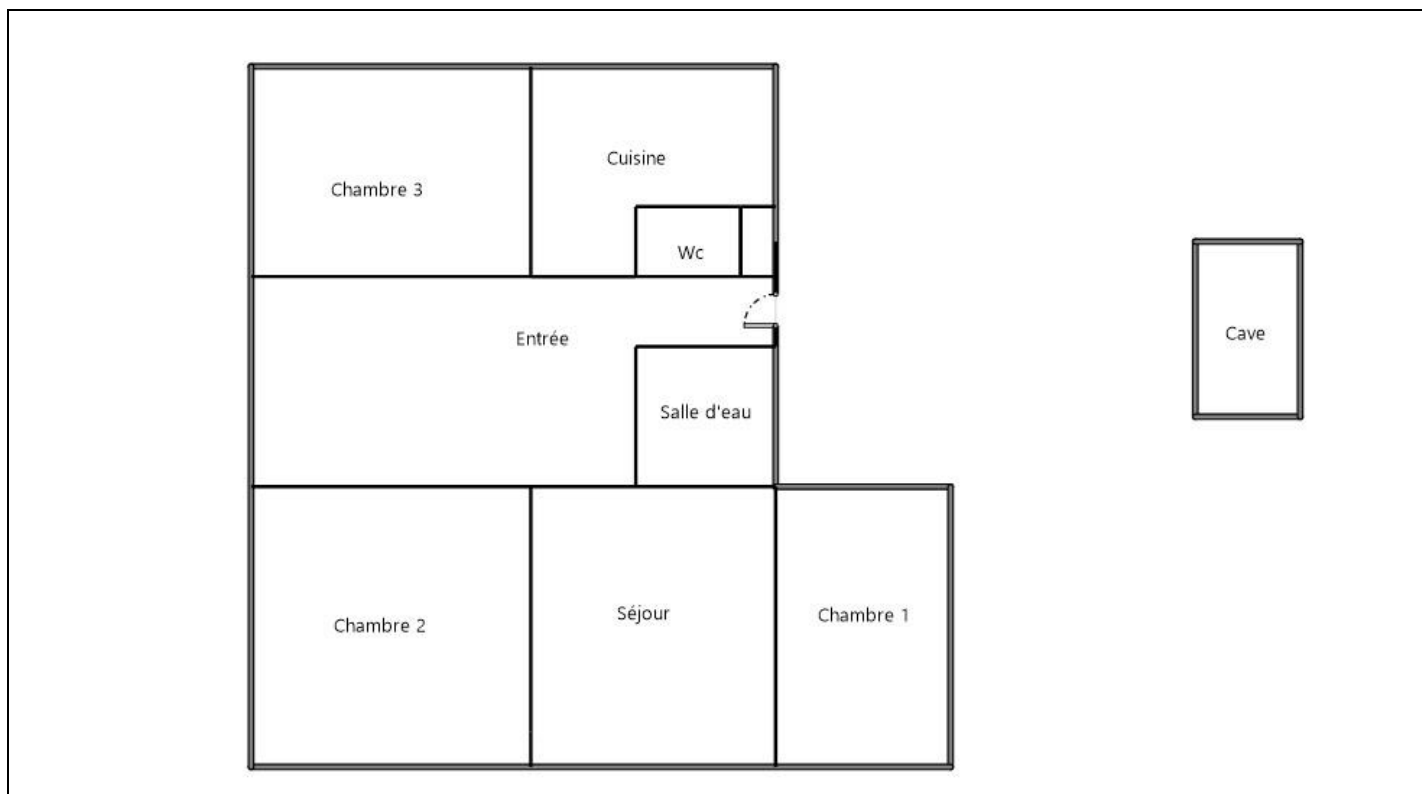 Cuisine
Chambre 3
Wc
Entrée
Cave
Salle d'eau
Chambre 2
Séjour
Chambre 1